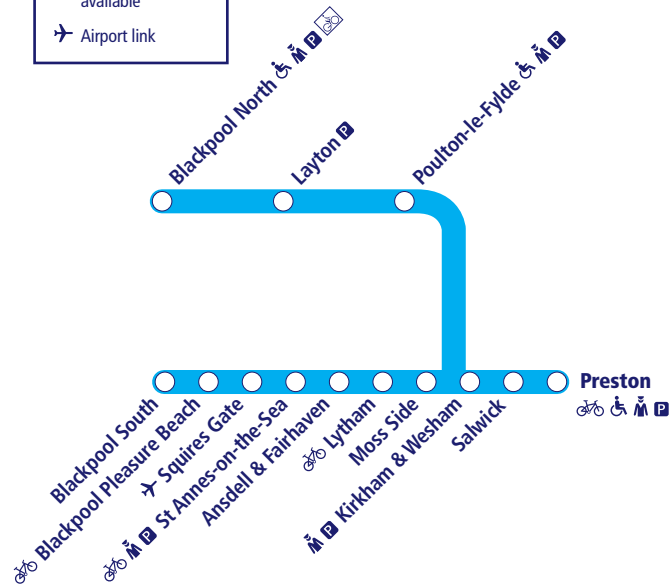 available
Airport link
Blackpool North P
Layton P
Poulton-le-Fylde P
Preston
P
Blackpool South
Blackpool Pleasure Beach
Squires Gate
P St Annes-on-the-Sea
Ansdell & Fairhaven
Lytham
Moss Side
P Kirkham & Wesham
Salwick